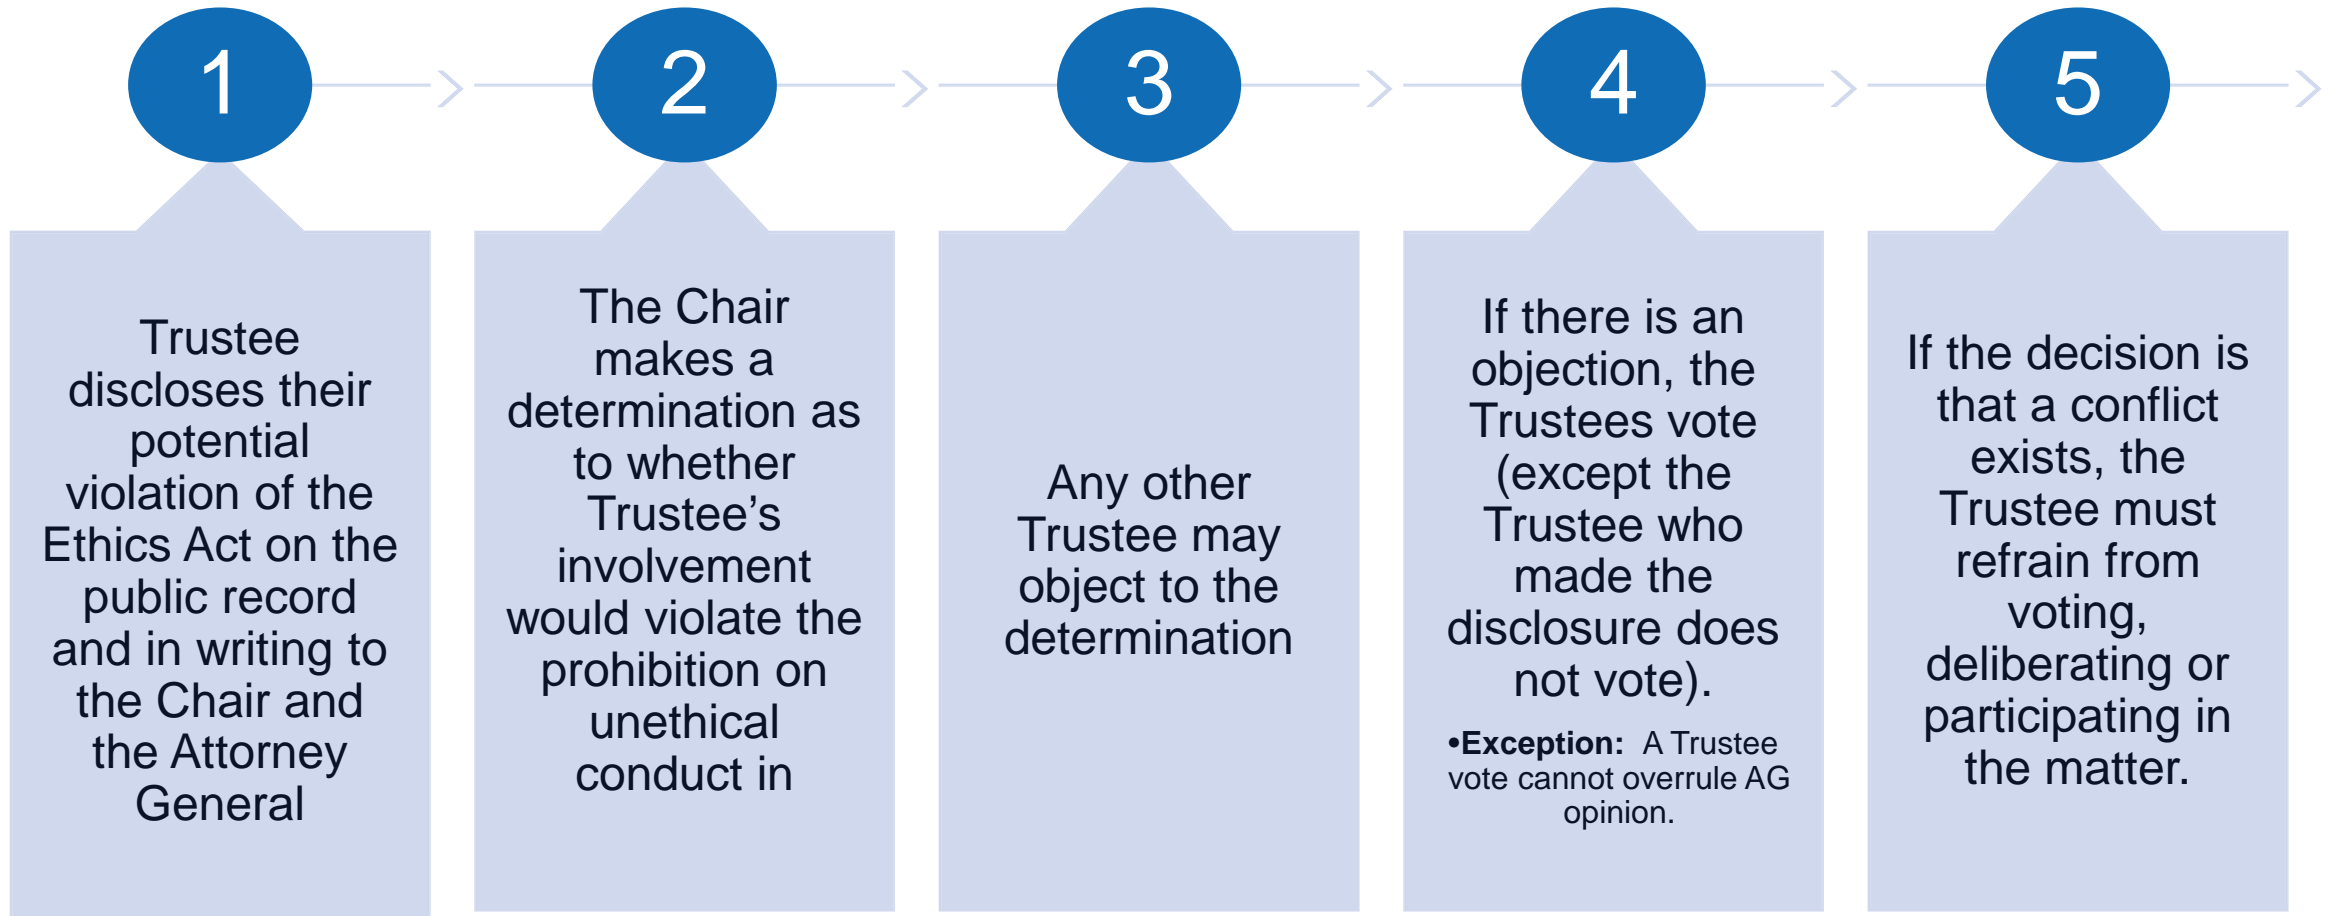 1
Trustee
discloses their
potential
violation of the
Ethics Act on the
public record
and in writing to
the Chair and
the Attorney
General
2
The Chair
makes a
determination as
to whether
Trustee’s
involvement
would violate the
prohibition on
unethical
conduct in
3
Any other
Trustee may
object to the
determination
4
If there is an
objection, the
Trustees vote
(except the
Trustee who
made the
disclosure does
not vote).
•Exception: A Trustee
vote cannot overrule AG
opinion.
5
If the decision is
that a conflict
exists, the
Trustee must
refrain from
voting,
deliberating or
participating in
the matter.